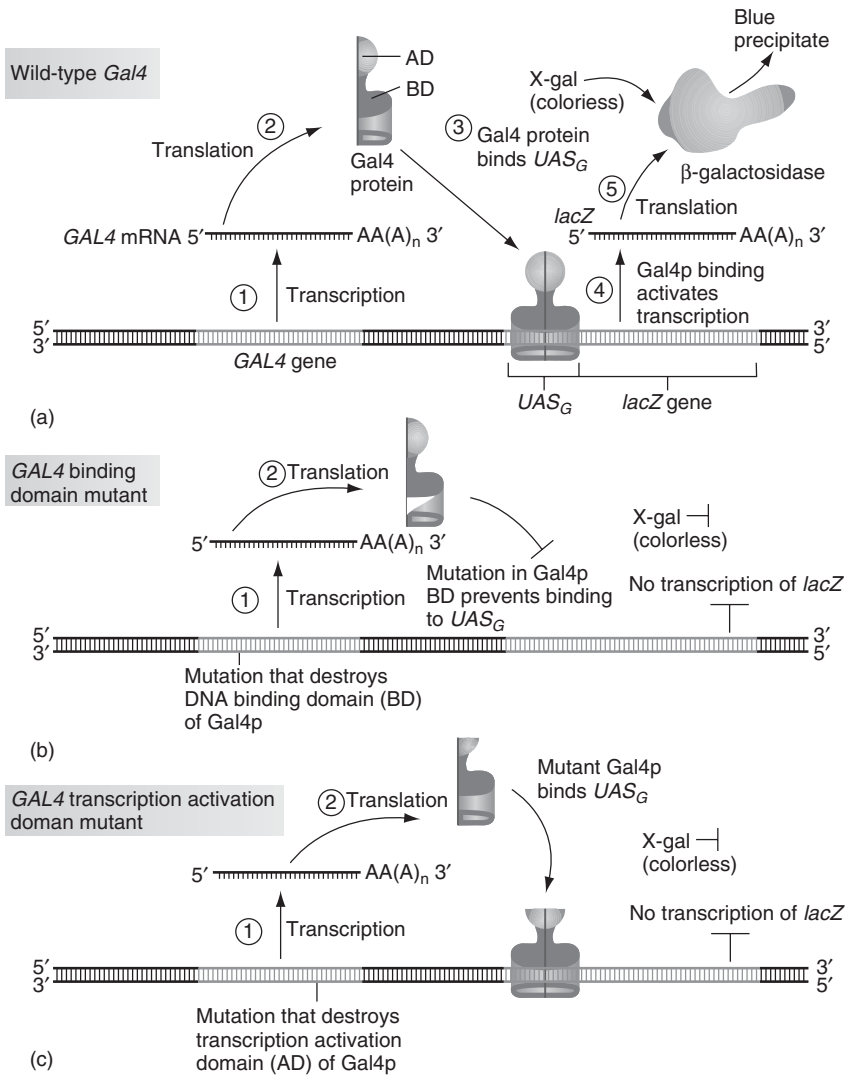 Wild-type Gal4
AD
BD
Gal4
protein
Blue
precipitate
X-gal
(coloriess)
β-galactosidase
2
Translation
3 Gal4 protein
binds UASG
5
Translation
GAL4 mRNA 5′ AA(A)n 3′
lacZ
5′ AA(A)n 3′
1 Transcription
4 Gal4p binding
activates
transcription
5′ 3′
3′ 5′
GAL4 gene
UASG
lacZ gene
(a)
GAL4 binding
domain mutant
2 Translation
5′ AA(A)n 3′
1 Transcription
Mutation in Gal4p
BD prevents binding
to UASG
X-gal
(colorless)
No transcription of lacZ
5′ 3′
3′ 5′
Mutation that destroys
DNA binding domain (BD)
of Gal4p
(b)
GAL4 transcription activation
doman mutant
2 Translation
Mutant Gal4p
binds UASG
5′ AA(A)n 3′
1 Transcription
X-gal
(colorless)
No transcription of lacZ
5′ 3′
3′ 5′
Mutation that destroys
transcription activation
domain (AD) of Gal4p
(c)